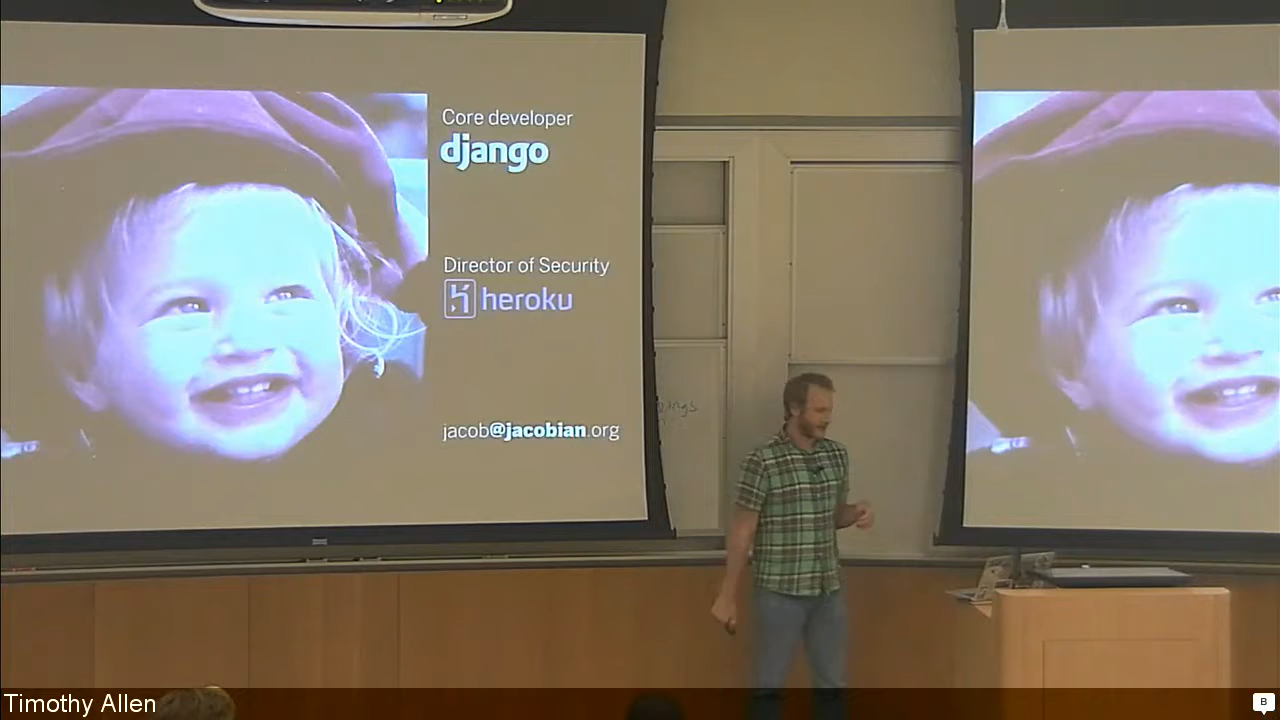 Core developer
django
Director of Security
heroku
jacob@jacobian.org
Timothy Allen
B